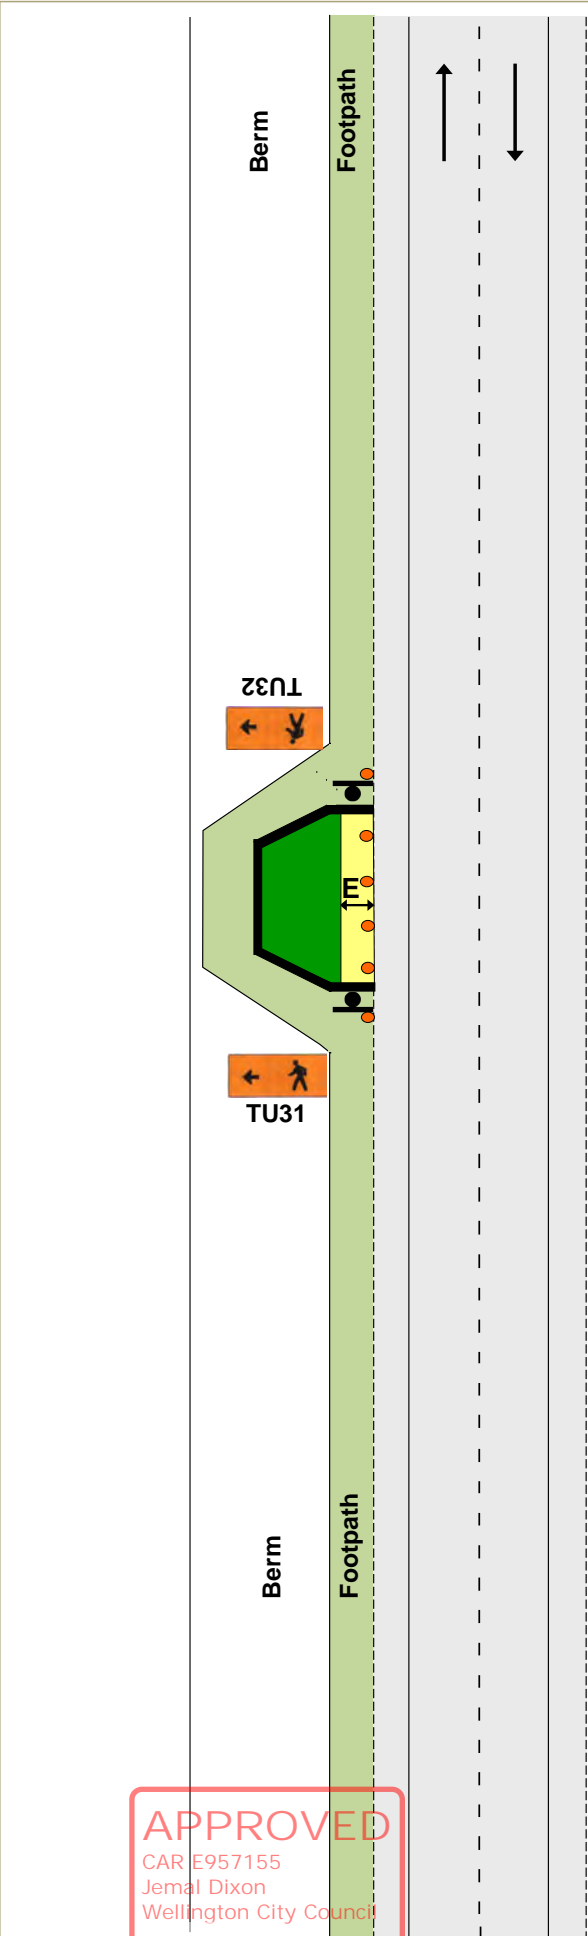 Berm
Footpath
TU32
E
TU31
Berm
Footpath
APPROVED
CAR E957155
Jemal Dixon
Wellington City Council